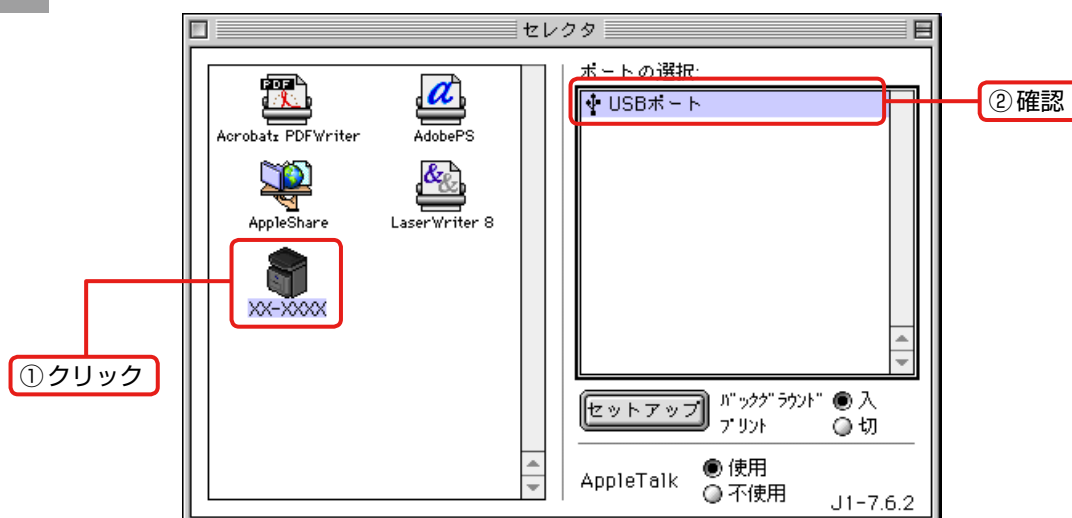 セレクタ
Acrobat™ PDFWriter
AdobePS
AppleShare
LaserWriter 8
XX-XXXX
ポートの選択:
USBポート
②確認
①クリック
セットアップ
バックグラウンド
プリント
入
切
AppleTalk
使用
不使用
J1-7.6.2